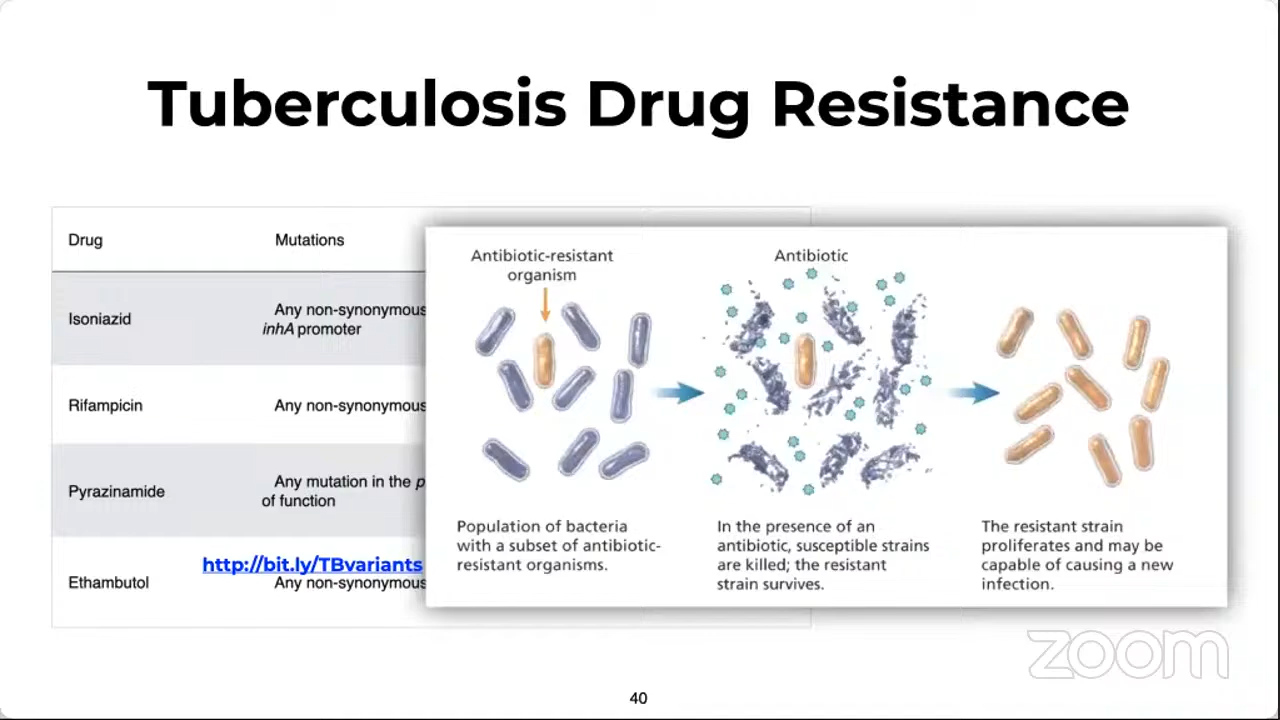 Tuberculosis Drug Resistance
Drug
Mutations
Isoniazid
Any non-synonymous
inhA promoter
Rifampicin
Any non-synonymous
Pyrazinamide
Any mutation in the p
of function
http://bit.ly/TBvariants
Ethambutol
Any non-synonymous
Antibiotic-resistant
organism
Antibiotic
Population of bacteria
with a subset of antibiotic-
resistant organisms.
In the presence of an
antibiotic, susceptible strains
are killed; the resistant
strain survives.
The resistant strain
proliferates and may be
capable of causing a new
infection.
zoom
40